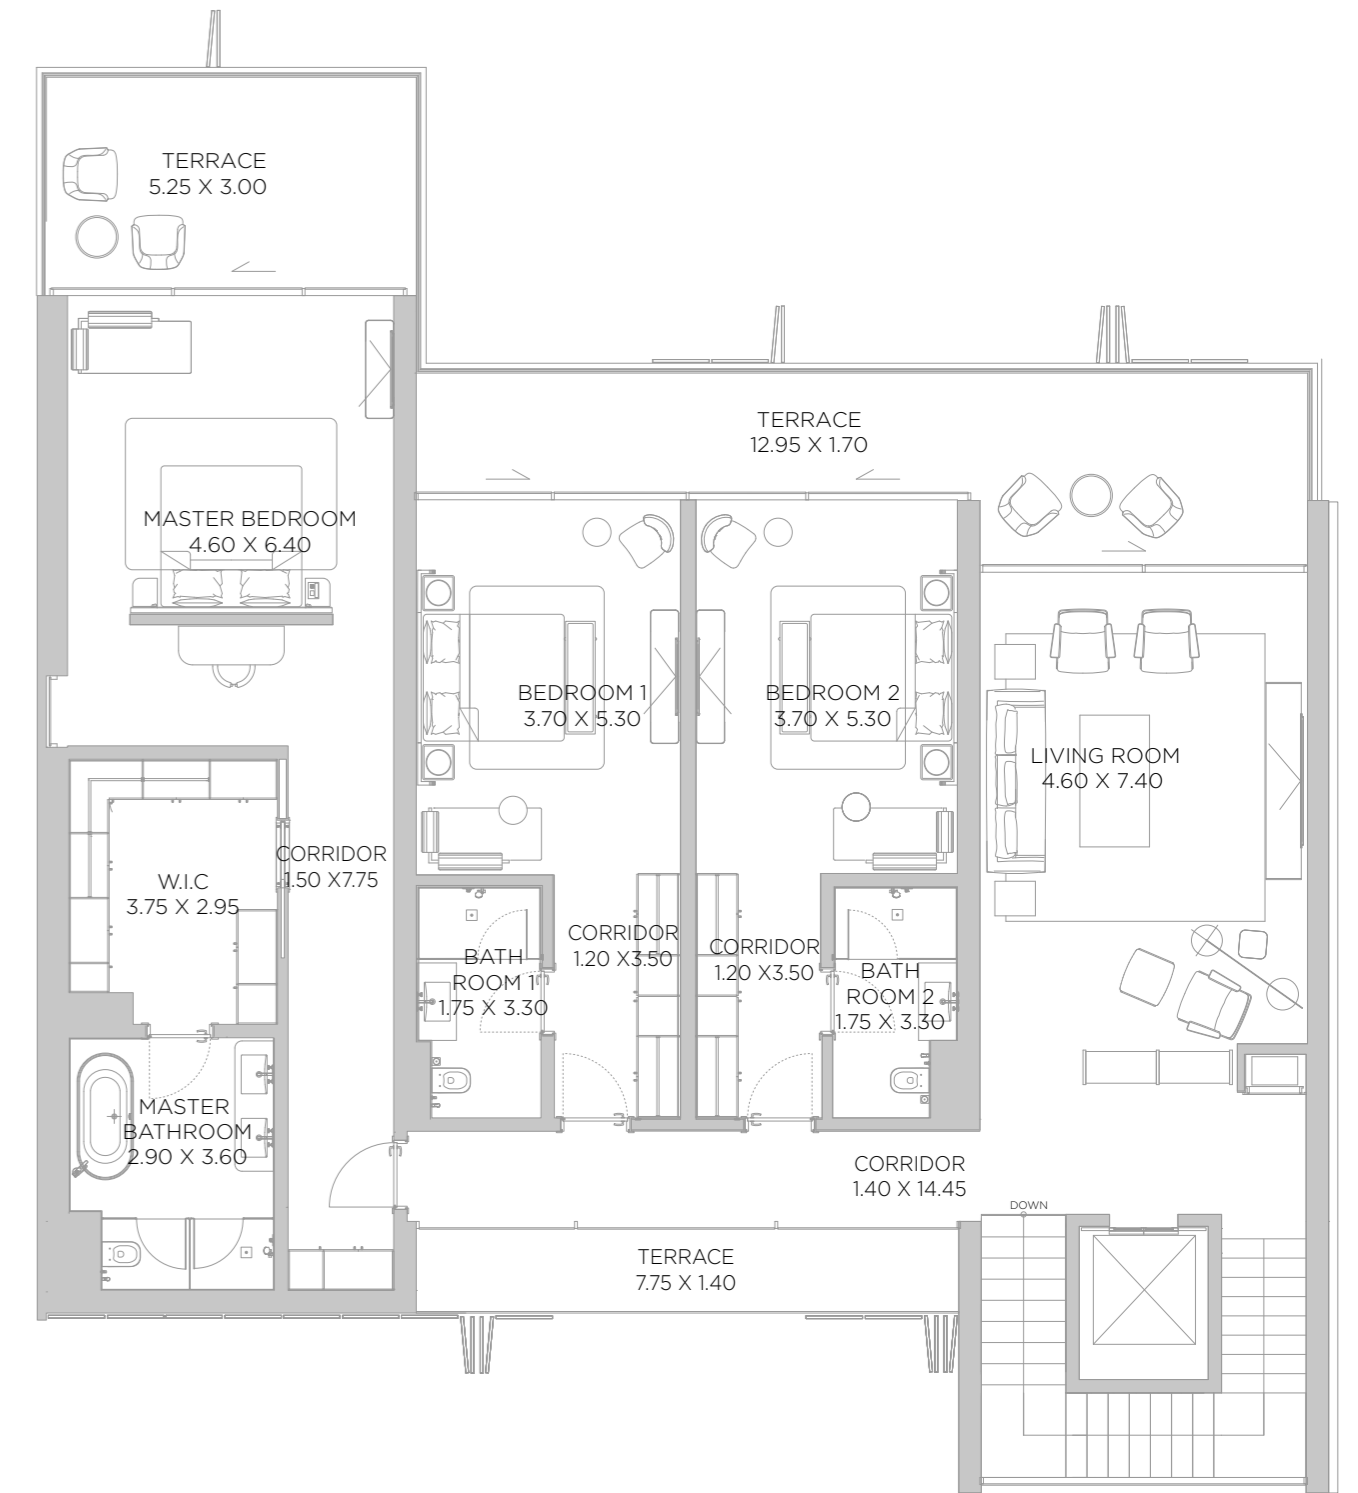 TERRACE
5.25 X 3.00
TERRACE
12.95 X 1.70
MASTER BEDROOM
4.60 X 6.40
BEDROOM 1
3.70 X 5.30
BEDROOM 2
3.70 X 5.30
LIVING ROOM
4.60 X 7.40
CORRIDOR
1.50 X7.75
W.I.C
3.75 X 2.95
BATH
ROOM 1
1.75 X 3.30
CORRIDOR
1.20 X3.50
CORRIDOR
1.20 X3.50
BATH
ROOM 2
1.75 X 3.30
MASTER
BATHROOM
2.90 X 3.60
CORRIDOR
1.40 X 14.45
DOWN
TERRACE
7.75 X 1.40